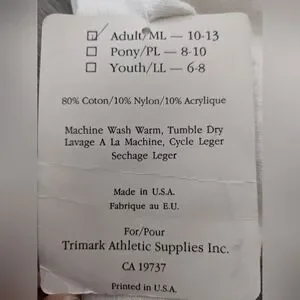 Adult/ML — 10-13
Pony/PL — 8-10
Youth/LL — 6-8
80% Coton/10% Nylon/10% Acrylique
Machine Wash Warm, Tumble Dry
Lavage A La Machine, Cycle Leger
Sechage Leger
Made in U.S.A.
Fabrique au E.U.
For/Pour
Trimark Athletic Supplies Inc.
CA 19737
Printed in U.S.A.